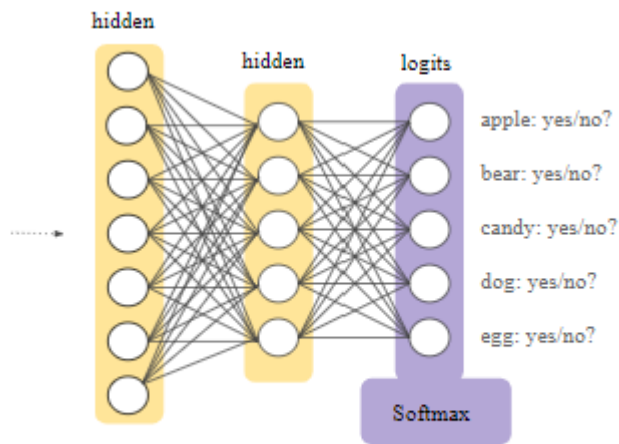 hidden
hidden
logits
apple: yes/no?
bear: yes/no?
candy: yes/no?
dog: yes/no?
egg: yes/no?
Softmax